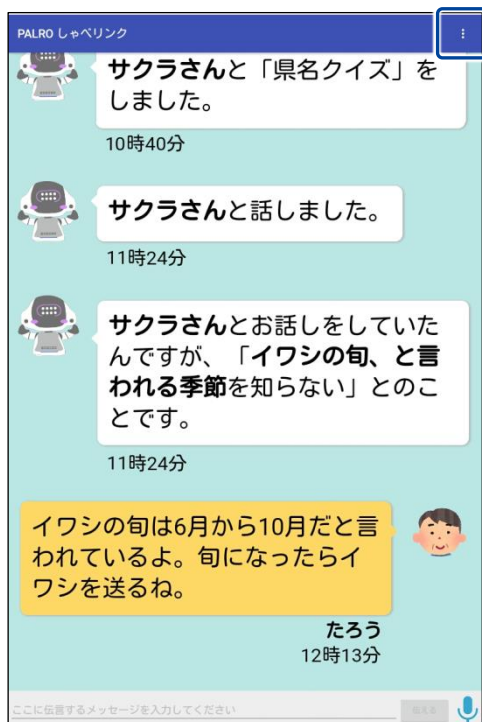 PALRO しゃべリンク
サクラさんと「県名クイズ」を
しました。
10時40分
サクラさんと話しました。
11時24分
サクラさんとお話しをしていた
んですが、「イワシの旬、と言
われる季節を知らない」とのこ
とです。
11時24分
イワシの旬は6月から10月だと言
われているよ。旬になったらイ
ワシを送るね。
たろう
12時13分
ここに伝言するメッセージを入力してください
伝える